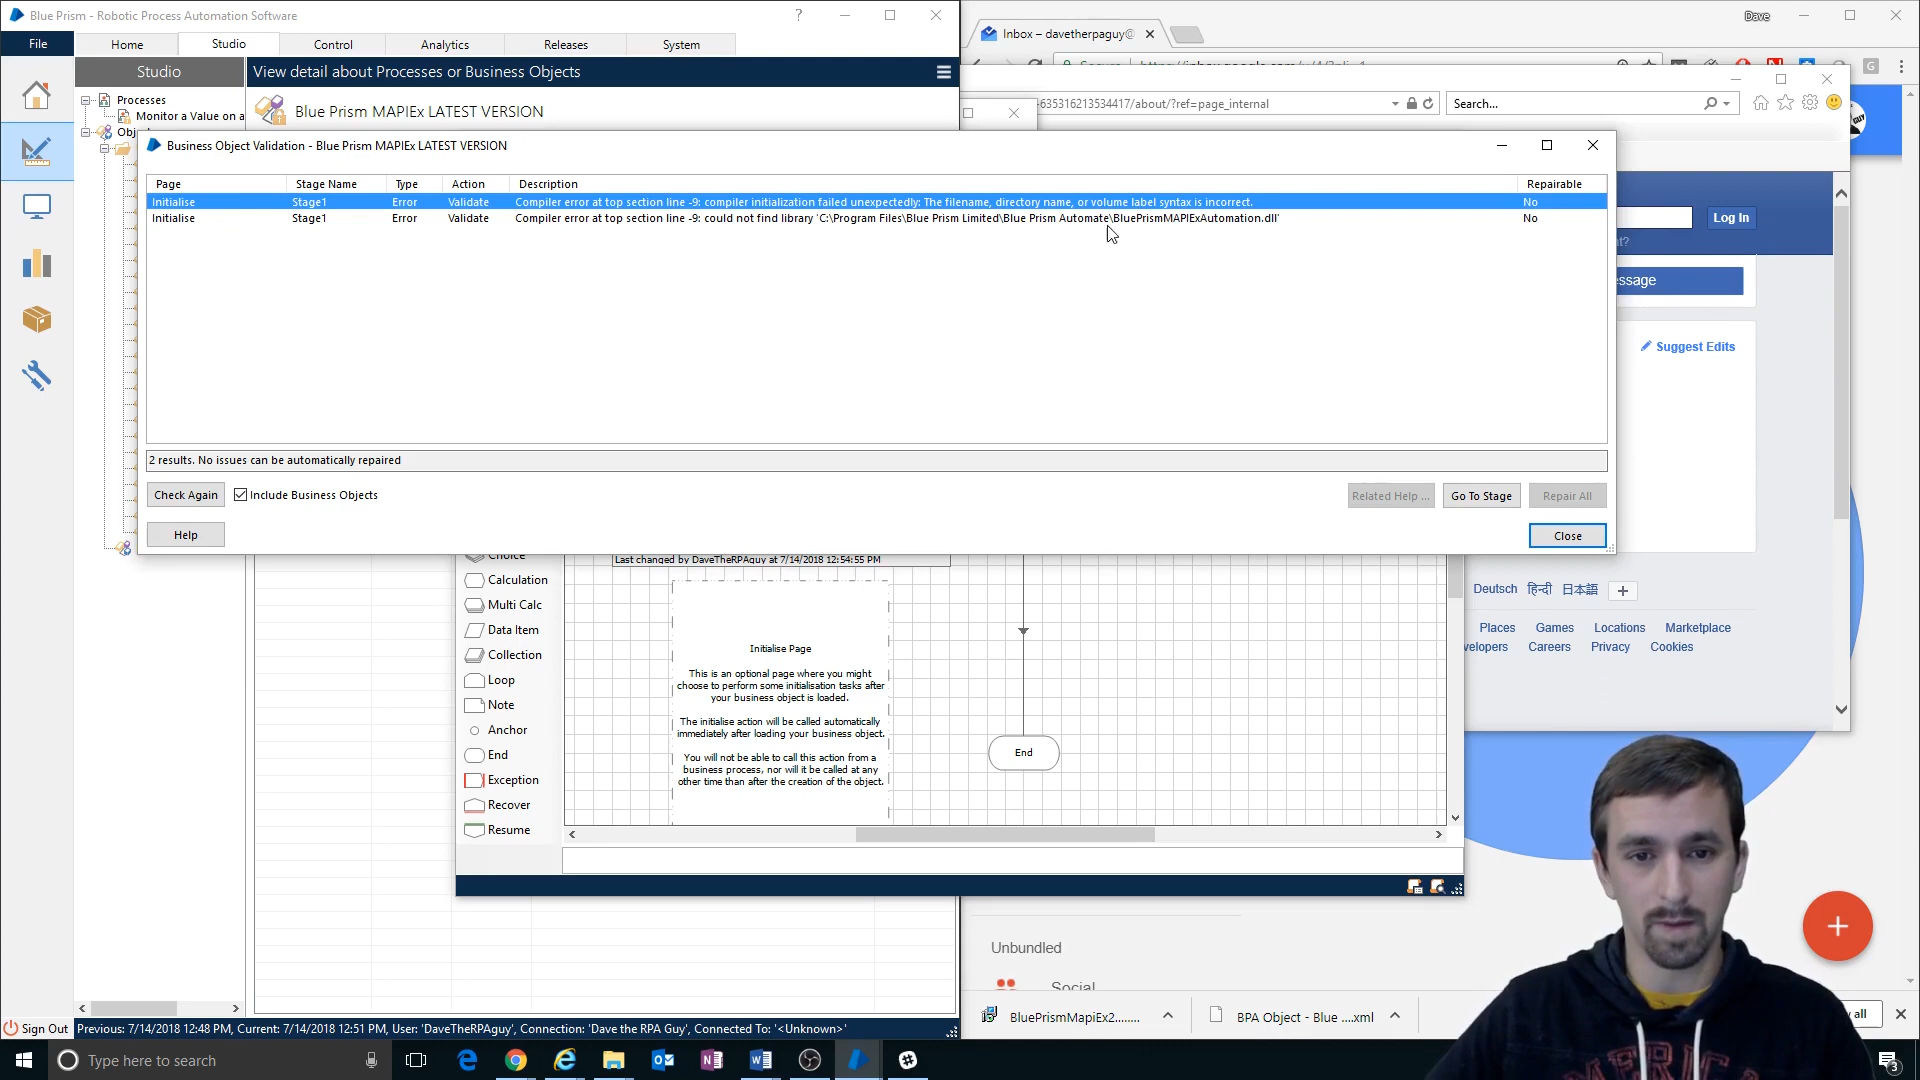 Blue Prism - Robotic Process Automation Software
?
File
Home
Studio
Control
Analytics
Releases
System
Studio
View detail about Processes or Business Objects
Processes
Monitor a Value on a
Obj
Blue Prism MAPIEx LATEST VERSION
Inbox – davetherpaguy@
Dave
-63531621353­4417/about/?ref=page_internal
Search...
Business Object Validation - Blue Prism MAPIEx LATEST VERSION
Page
Stage Name
Type
Action
Description
Repairable
Initialise
Stage1
Error
Validate
Compiler error at top section line -9: compiler initialization failed unexpectedly: The filename, directory name, or volume label syntax is incorrect.
No
Initialise
Stage1
Error
Validate
Compiler error at top section line -9: could not find library 'C:\Program Files\Blue Prism Limited\Blue Prism Automate\BluePrismMAPIExAutomation.dll'
No
2 results. No issues can be automatically repaired
Check Again
Include Business Objects
Related Help ...
Go To Stage
Repair All
Help
Close
Log In
nt?
essage
Suggest Edits
Deutsch
हिन्दी
日本語
Places
Games
Locations
Marketplace
velopers
Careers
Privacy
Cookies
Choice
Calculation
Multi Calc
Data Item
Collection
Loop
Note
Anchor
End
Exception
Recover
Resume
Last changed by DaveTheRPAguy at 7/14/2018 12:54:55 PM
Initialise Page
This is an optional page where you might
choose to perform some initialisation tasks after
your business object is loaded.
The initialise action will be called automatically
immediately after loading your business object.
You will not be able to call this action from a
business process, nor will it be called at any
other time than after the creation of the object.
End
Unbundled
Social
BluePrismMapiEx2........
BPA Object - Blue ....xml
y all
Sign Out
Previous: 7/14/2018 12:48 PM, Current: 7/14/2018 12:51 PM, User: 'DaveTheRPAguy', Connection: 'Dave the RPA Guy', Connected To: '<Unknown>'
Type here to search
3